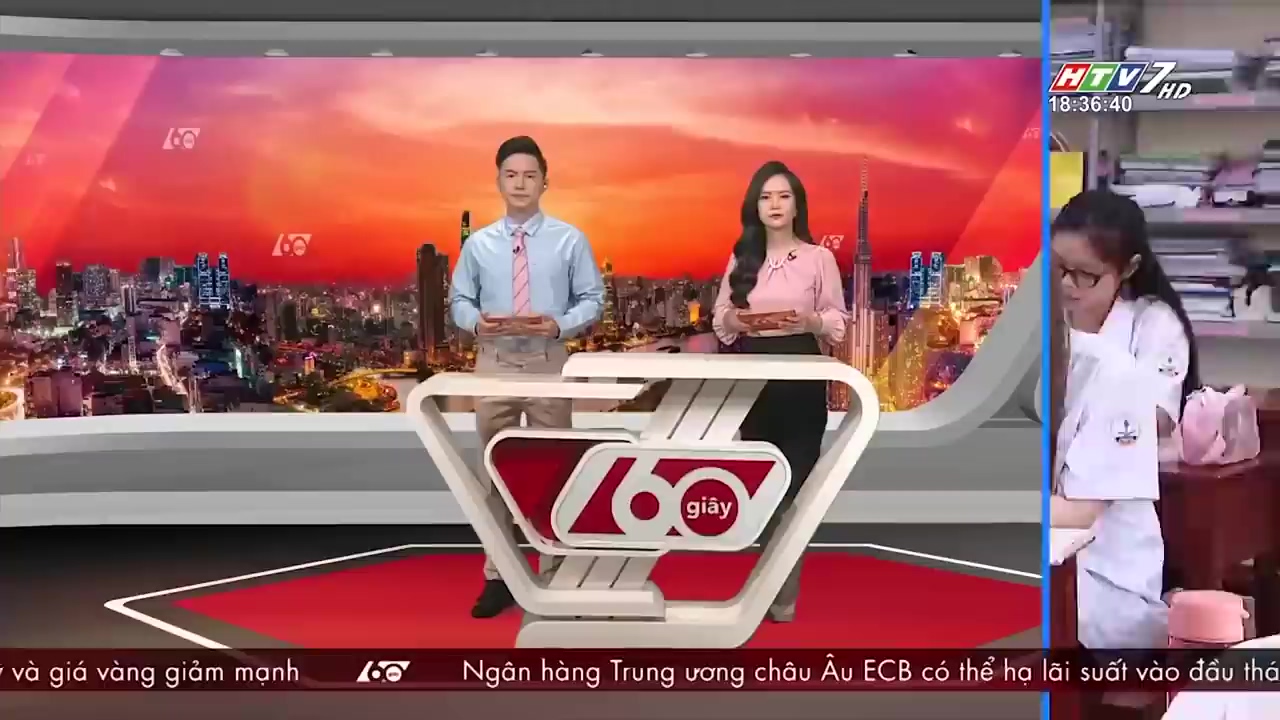 HTV7 HD
18:36:40
60 giây
ỳ và giá vàng giảm mạnh 60 Ngân hàng Trung ương châu Âu ECB có thể hạ lãi suất vào đầu thá